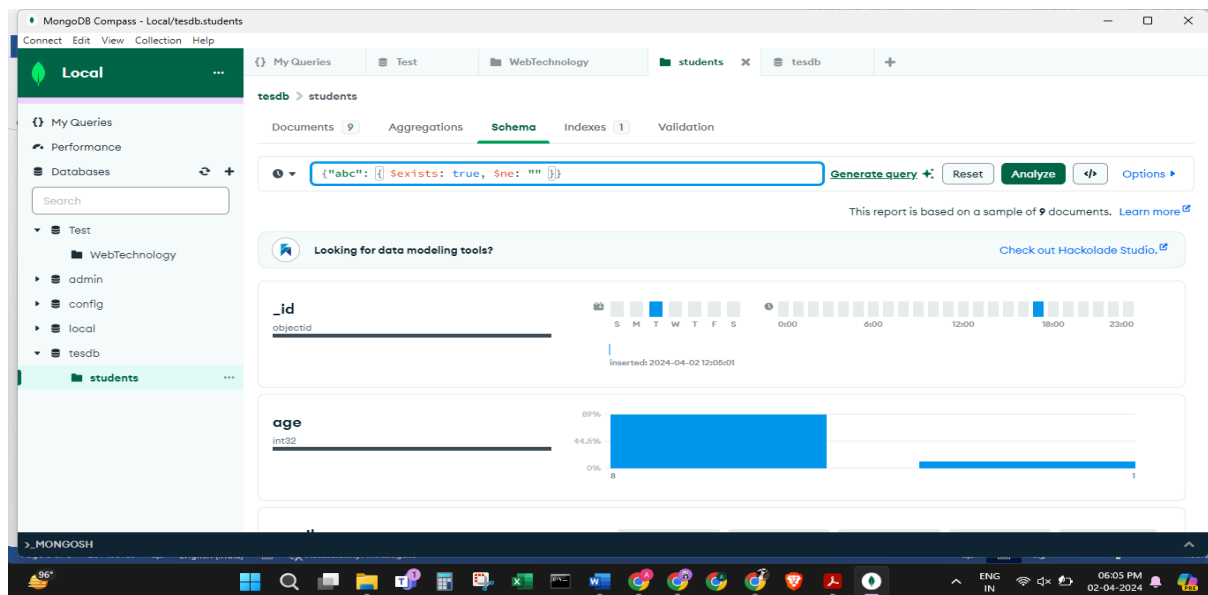 MongoDB Compass - Local/tesdb.students
Connect Edit View Collection Help
Local ...
{} My Queries Test WebTechnology students X tesdb +
tesdb > students
{} My Queries
Performance
Databases
Search
Test
WebTechnology
admin
config
local
tesdb
students ...
Documents 9 Aggregations Schema Indexes 1 Validation
{"abc": { $exists: true, $ne: "" }}
Generate query Reset Analyze </> Options
This report is based on a sample of 9 documents. Learn more
Looking for data modeling tools? Check out Hackolade Studio.
_id
objectid
S M T W T F S 0:00 6:00 12:00 18:00 23:00
inserted: 2024-04-02 12:05:01
age
int32
89%
44.5%
0%
8 1
>_MONGOSH
96°
ENG
IN
06:05 PM
02-04-2024